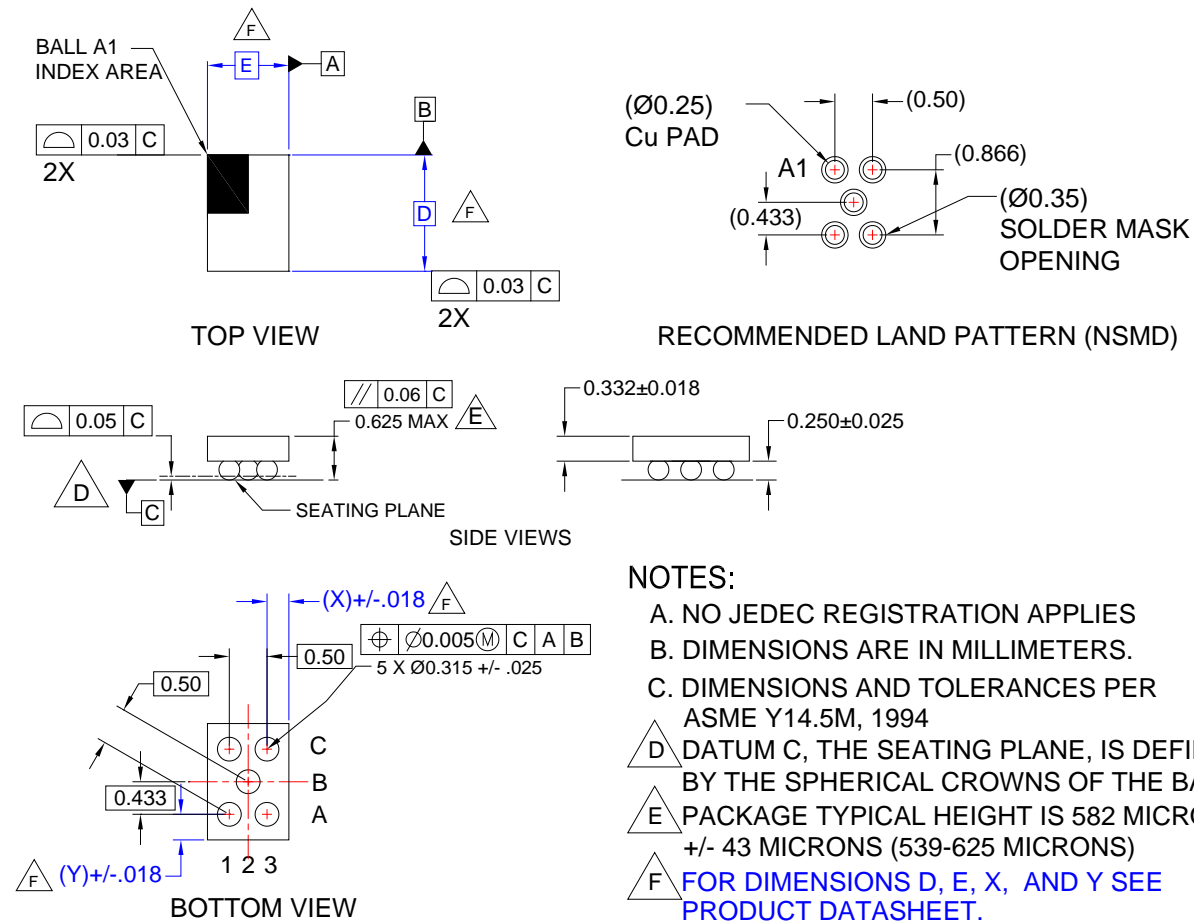 F
BALL A1
INDEX AREA
E
A
B
0.03 C
2X
D
F
0.03 C
2X
TOP VIEW
(Ø0.25)
Cu PAD
(0.50)
A1
(0.866)
(0.433)
(Ø0.35)
SOLDER MASK
OPENING
RECOMMENDED LAND PATTERN (NSMD)
// 0.06 C
0.625 MAX E
0.05 C
D
C
SEATING PLANE
0.332±0.018
0.250±0.025
SIDE VIEWS
(X)+/-.018 F
⌖ Ø0.005Ⓜ C A B
5 X Ø0.315 +/- .025
0.50
0.50
0.433
C
B
A
1 2 3
F (Y)+/-.018
BOTTOM VIEW
NOTES:
A. NO JEDEC REGISTRATION APPLIES
B. DIMENSIONS ARE IN MILLIMETERS.
C. DIMENSIONS AND TOLERANCES PER
ASME Y14.5M, 1994
D DATUM C, THE SEATING PLANE, IS DEFI
BY THE SPHERICAL CROWNS OF THE BA
E PACKAGE TYPICAL HEIGHT IS 582 MICRO
+/- 43 MICRONS (539-625 MICRONS)
F FOR DIMENSIONS D, E, X, AND Y SEE
PRODUCT DATASHEET.